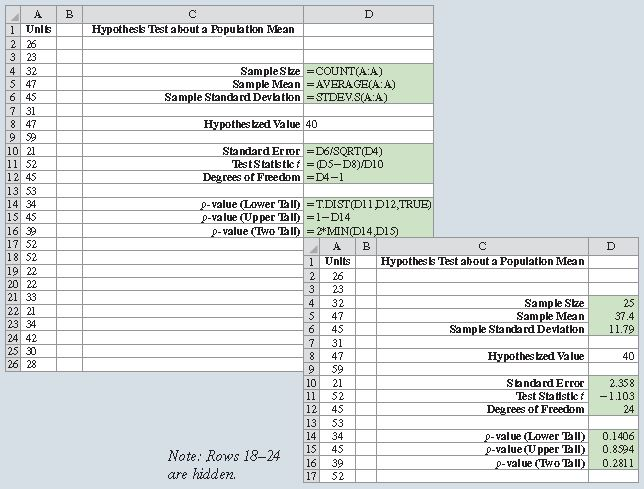 A B C D
1 Units Hypothesis Test about a Population Mean
2 26
3 23
4 32 Sample Size =COUNT(A:A)
5 47 Sample Mean =AVERAGE(A:A)
6 45 Sample Standard Deviation =STDEV.S(A:A)
7 31
8 47 Hypothesized Value 40
9 59
10 21 Standard Error =D6/SQRT(D4)
11 52 Test Statistic t =(D5−D8)/D10
12 45 Degrees of Freedom =D4−1
13 53
14 34 p-value (Lower Tail) =T.DIST(D11,D12,TRUE)
15 45 p-value (Upper Tail) =1−D14
16 39 p-value (Two Tail) =2*MIN(D14,D15)
17 52
18 52
19 22
20 22
21 33
22 21
23 34
24 42
25 30
26 28
A B C D
1 Units Hypothesis Test about a Population Mean
2 26
3 23
4 32 Sample Size 25
5 47 Sample Mean 37.4
6 45 Sample Standard Deviation 11.79
7 31
8 47 Hypothesized Value 40
9 59
10 21 Standard Error 2.358
11 52 Test Statistic t −1.103
12 45 Degrees of Freedom 24
13 53
14 34 p-value (Lower Tail) 0.1406
15 45 p-value (Upper Tail) 0.8594
16 39 p-value (Two Tail) 0.2811
17 52
Note: Rows 18–24
are hidden.